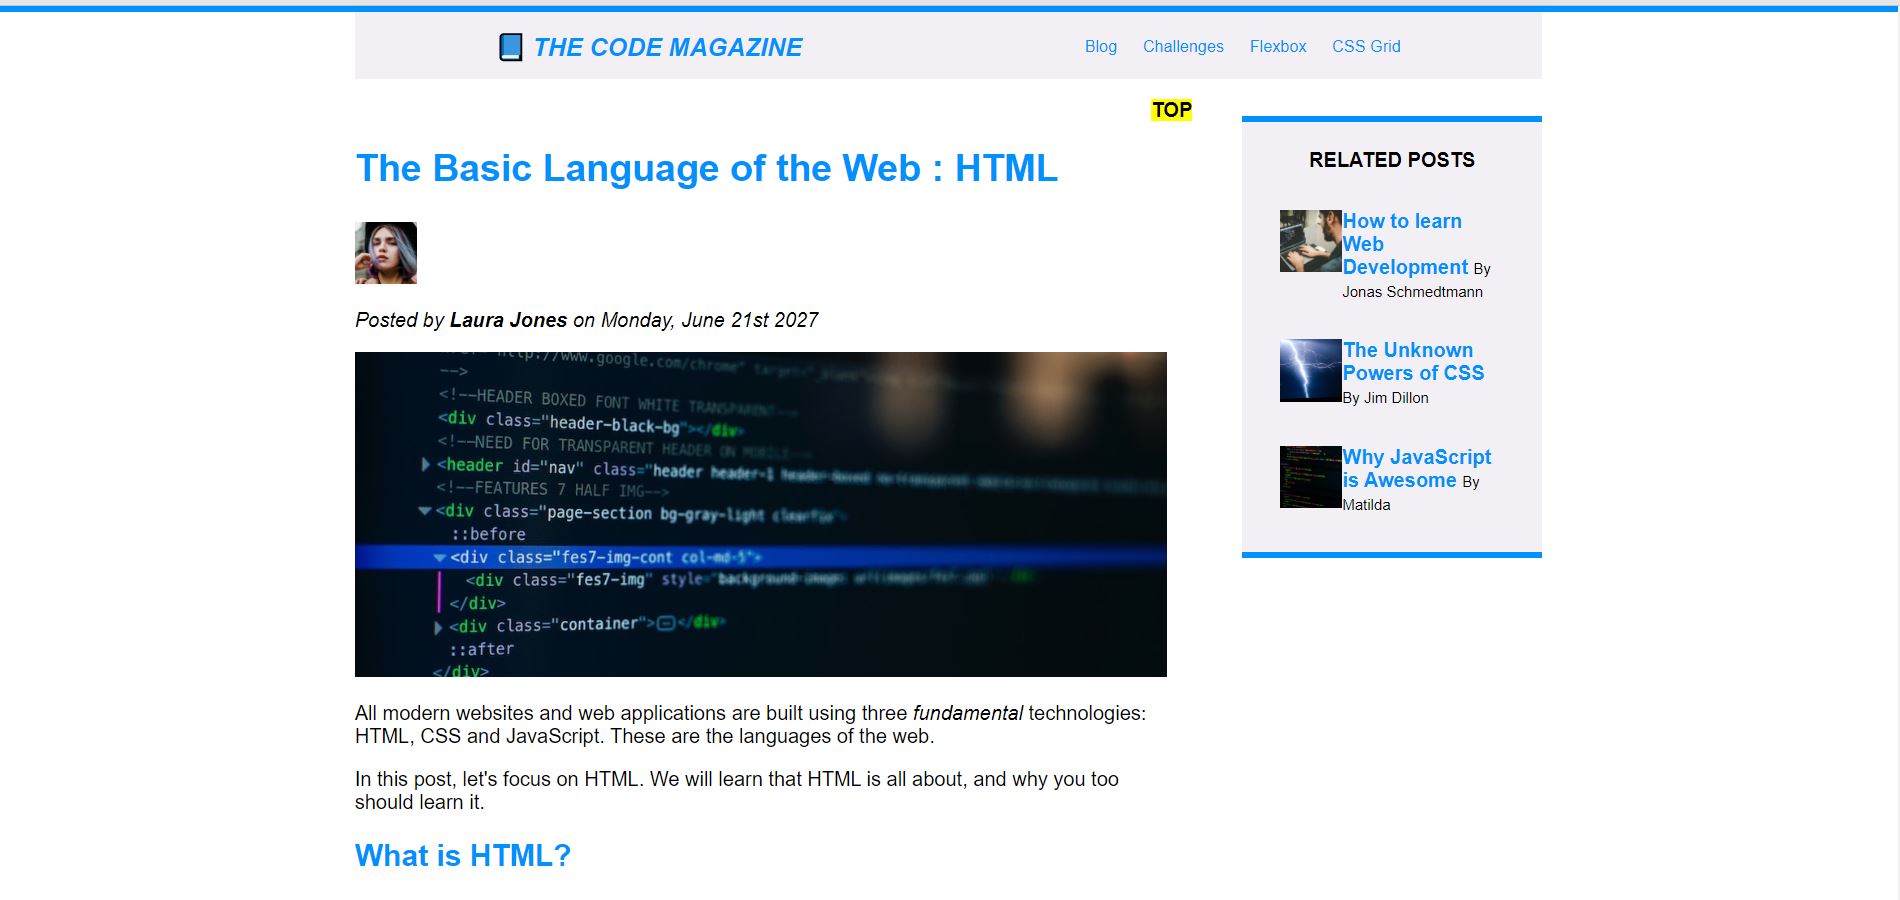 THE CODE MAGAZINE
Blog Challenges Flexbox CSS Grid
TOP
The Basic Language of the Web : HTML
Posted by Laura Jones on Monday, June 21st 2027
http://www.google.com/chrome"
-->
<!--HEADER BOXED FONT WHITE TRANSPARENT-->
<div class="header-black-bg"></div>
<!--NEED FOR TRANSPARENT HEADER ON MOBILE-->
<header id="nav" class="header header-1 header-boxed
<!--FEATURES 7 HALF IMG-->
<div class="page-section bg-gray-light clearfix">
::before
<div class="fes7-img-cont col-md-5">
<div class="fes7-img" style="background-image:
</div>
<div class="container"></div>
::after
</div>
All modern websites and web applications are built using three fundamental technologies:
HTML, CSS and JavaScript. These are the languages of the web.
In this post, let's focus on HTML. We will learn that HTML is all about, and why you too
should learn it.
What is HTML?
RELATED POSTS
How to learn
Web
Development By
Jonas Schmedtmann
The Unknown
Powers of CSS
By Jim Dillon
Why JavaScript
is Awesome By
Matilda